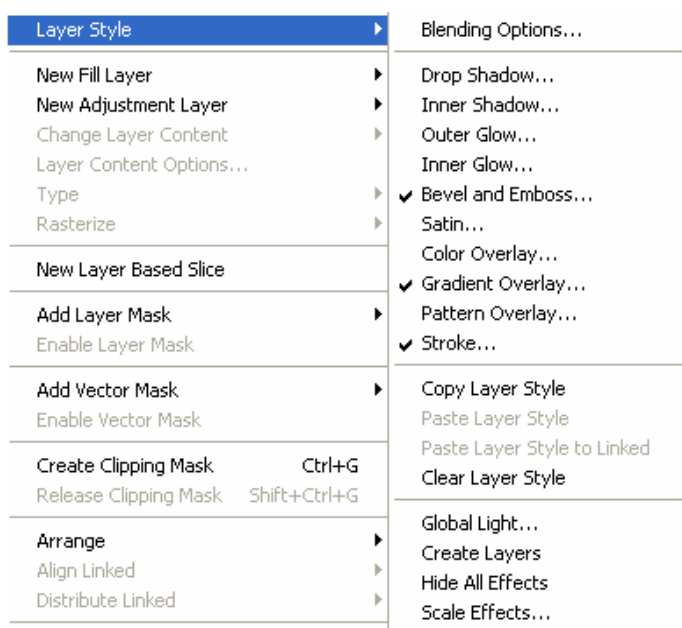 Layer Style
New Fill Layer
New Adjustment Layer
Change Layer Content
Layer Content Options...
Type
Rasterize
New Layer Based Slice
Add Layer Mask
Enable Layer Mask
Add Vector Mask
Enable Vector Mask
Create Clipping Mask Ctrl+G
Release Clipping Mask Shift+Ctrl+G
Arrange
Align Linked
Distribute Linked
Blending Options...
Drop Shadow...
Inner Shadow...
Outer Glow...
Inner Glow...
Bevel and Emboss...
Satin...
Color Overlay...
Gradient Overlay...
Pattern Overlay...
Stroke...
Copy Layer Style
Paste Layer Style
Paste Layer Style to Linked
Clear Layer Style
Global Light...
Create Layers
Hide All Effects
Scale Effects...